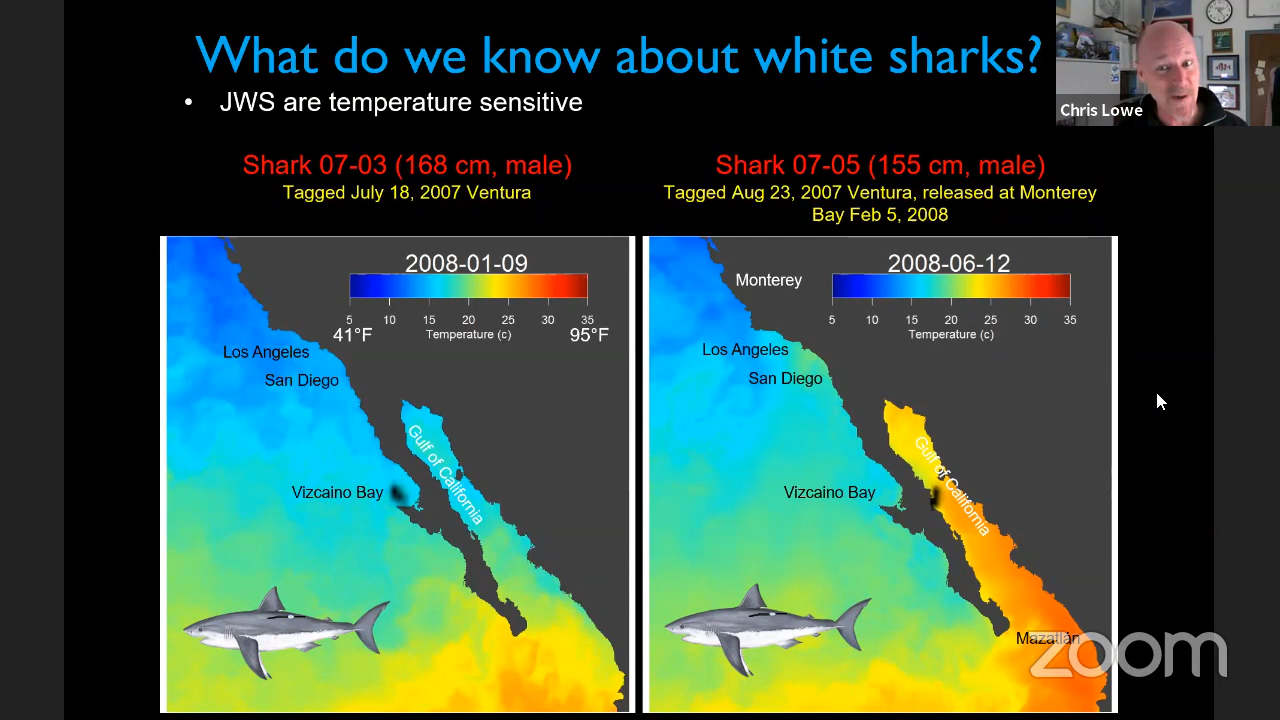 What do we know about white sharks?
• JWS are temperature sensitive
Chris Lowe
Shark 07-03 (168 cm, male)
Tagged July 18, 2007 Ventura
Shark 07-05 (155 cm, male)
Tagged Aug 23, 2007 Ventura, released at Monterey
Bay Feb 5, 2008
2008-01-09
5 10 15 20 25 30 35
41°F Temperature (c) 95°F
Los Angeles
San Diego
Gulf of California
Vizcaino Bay
2008-06-12
Monterey
5 10 15 20 25 30 35
Temperature (c)
Los Angeles
San Diego
Gulf of California
Vizcaino Bay
Mazatlán
zoom